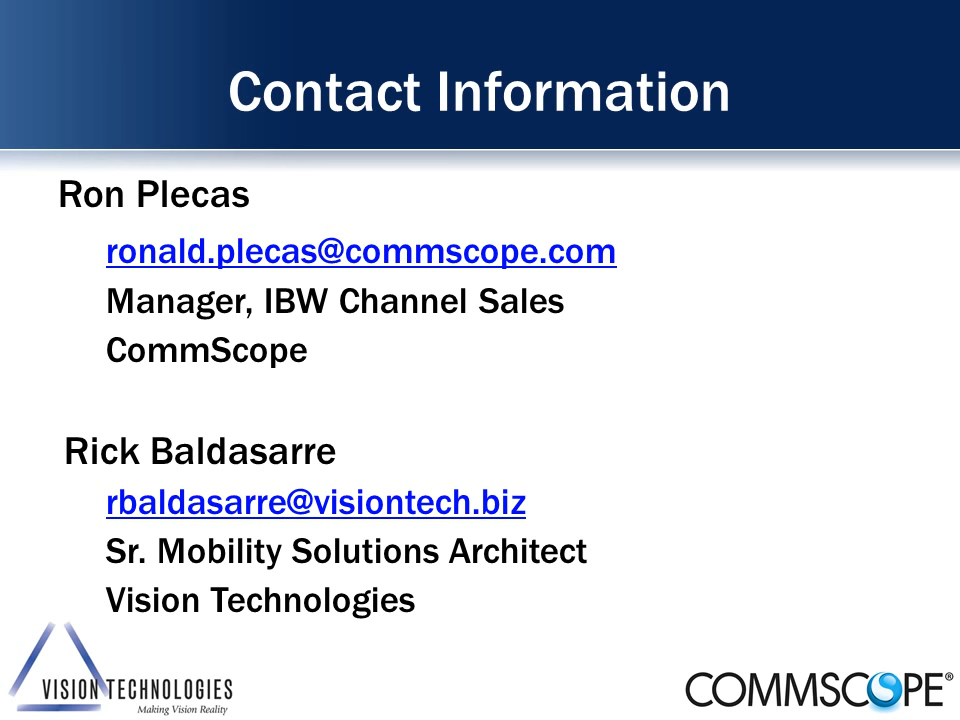 Contact Information
Ron Plecas
ronald.plecas@commscope.com
Manager, IBW Channel Sales
CommScope
Rick Baldasarre
rbaldasarre@visiontech.biz
Sr. Mobility Solutions Architect
Vision Technologies
VISION TECHNOLOGIES
Making Vision Reality
COMMSCOPE®